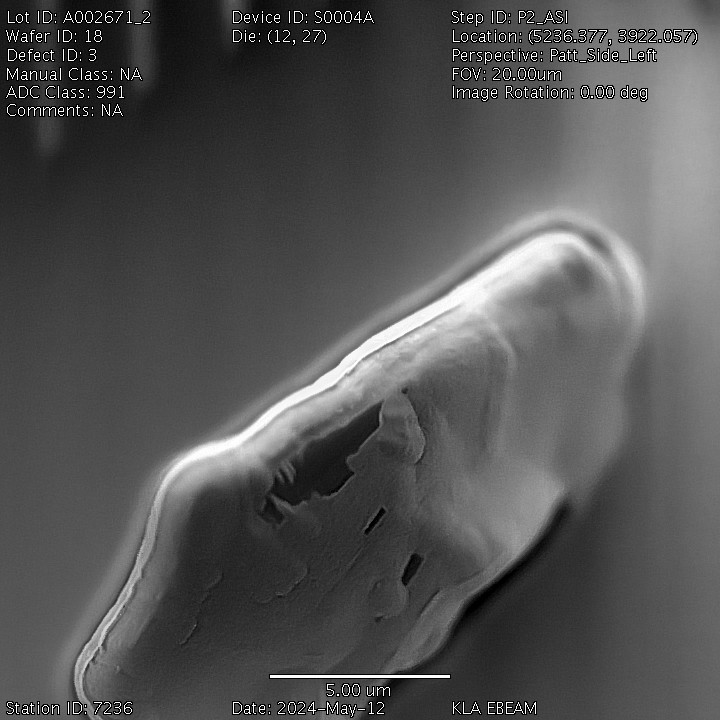 Lot ID: A002671_2
Wafer ID: 18
Defect ID: 3
Manual Class: NA
ADC Class: 991
Comments: NA
Device ID: S0004A
Die: (12, 27)
Step ID: P2_ASI
Location: (5236.377, 3922.057)
Perspective: Patt_Side_Left
FOV: 20.00um
Image Rotation: 0.00 deg
5.00 um
Station ID: 7236
Date: 2024-May-12
KLA EBEAM